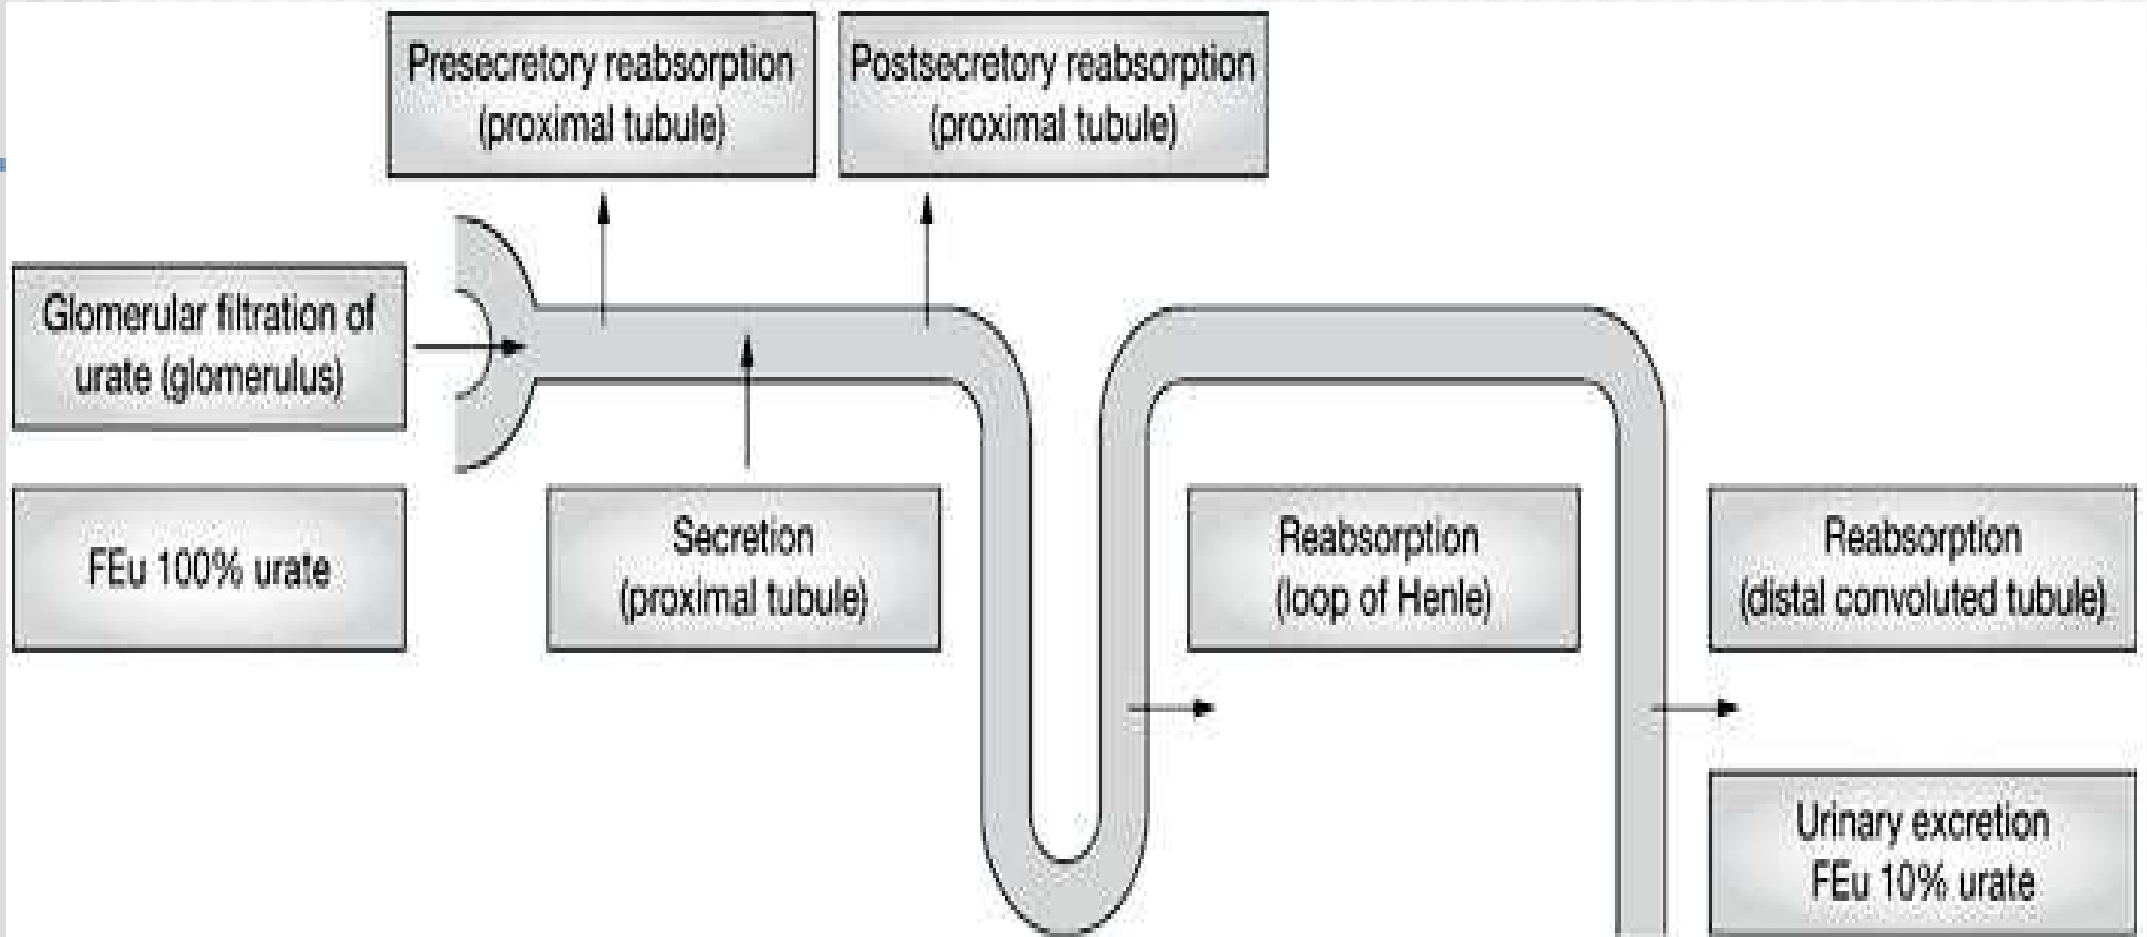 Presecretory reabsorption
(proximal tubule)
Postsecretory reabsorption
(proximal tubule)
Glomerular filtration of
urate (glomerulus)
FEu 100% urate
Secretion
(proximal tubule)
Reabsorption
(loop of Henle)
Reabsorption
(distal convoluted tubule)
Urinary excretion
FEu 10% urate